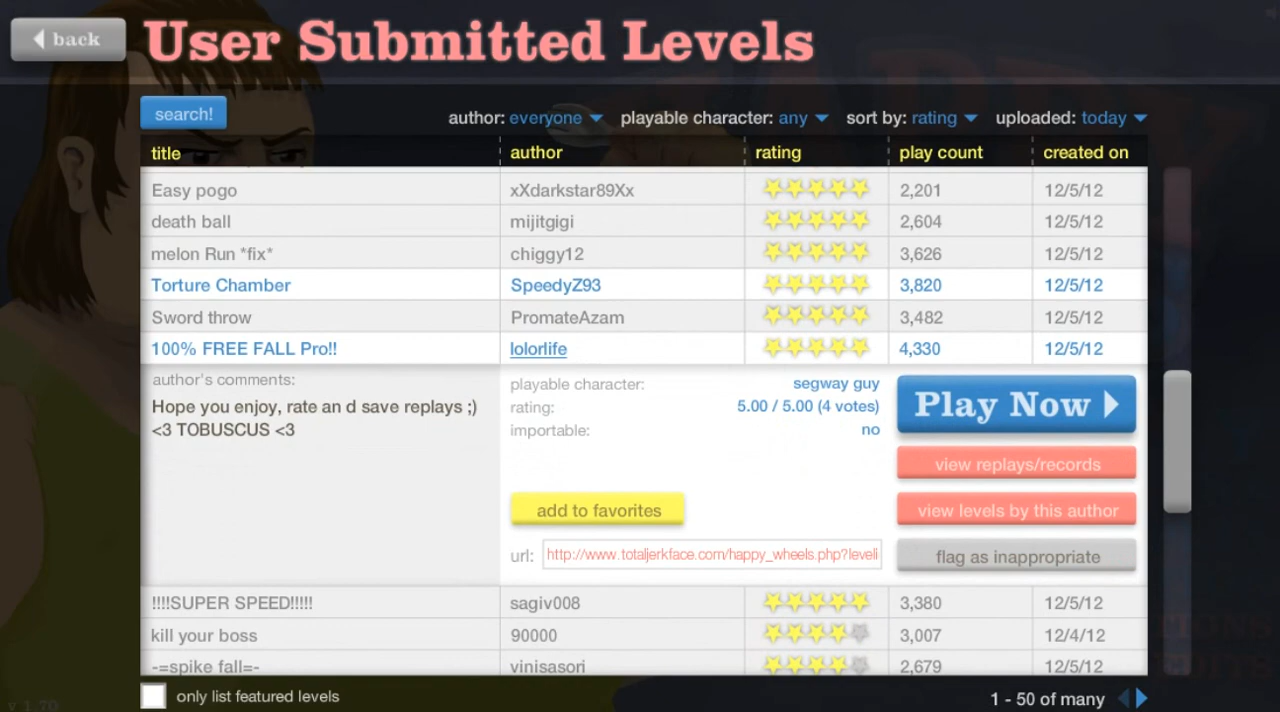 back
User Submitted Levels
search!
author: everyone playable character: any sort by: rating uploaded: today
title author rating play count created on
Easy pogo xXdarkstar89Xx 2,201 12/5/12
death ball mijitgigi 2,604 12/5/12
melon Run *fix* chiggy12 3,626 12/5/12
Torture Chamber SpeedyZ93 3,820 12/5/12
Sword throw PromateAzam 3,482 12/5/12
100% FREE FALL Pro!! lolorlife 4,330 12/5/12
author's comments:
Hope you enjoy, rate an d save replays ;)
<3 TOBUSCUS <3
playable character: segway guy
rating: 5.00 / 5.00 (4 votes)
importable: no
add to favorites
url: http://www.totaljerkface.com/happy_wheels.php?leveli
Play Now
view replays/records
view levels by this author
flag as inappropriate
!!!!SUPER SPEED!!!!! sagiv008 3,380 12/5/12
kill your boss 90000 3,007 12/4/12
-=spike fall=- vinisasori 2,679 12/5/12
only list featured levels
1 - 50 of many
v 1.70